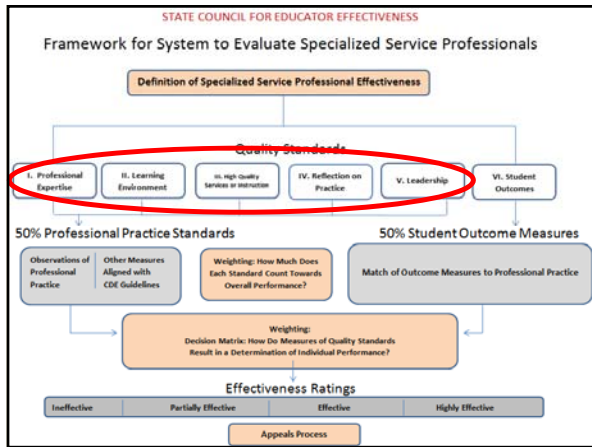 STATE COUNCIL FOR EDUCATOR EFFECTIVENESS
Framework for System to Evaluate Specialized Service Professionals
Definition of Specialized Service Professional Effectiveness
Quality Standards
I. Professional
Expertise
II. Learning
Environment
III. High Quality
Services or Instruction
IV. Reflection on
Practice
V. Leadership
VI. Student
Outcomes
50% Professional Practice Standards
50% Student Outcome Measures
Observations of
Professional
Practice
Other Measures
Aligned with
CDE Guidelines
Weighting: How Much Does
Each Standard Count Towards
Overall Performance?
Match of Outcome Measures to Professional Practice
Weighting:
Decision Matrix: How Do Measures of Quality Standards
Result in a Determination of Individual Performance?
Effectiveness Ratings
Ineffective
Partially Effective
Effective
Highly Effective
Appeals Process